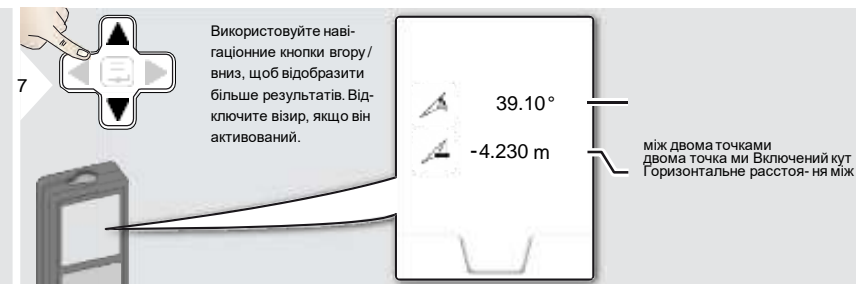 7
Використовуйте наві-
гаціонние кнопки вгору /
вниз, щоб відобразити
більше результатів. Від-
ключите візир, якщо він
активований.
39.10°
-4.230 m
між двома точками
двома точка ми Включений кут
Горизонтальне расстоя- ня між